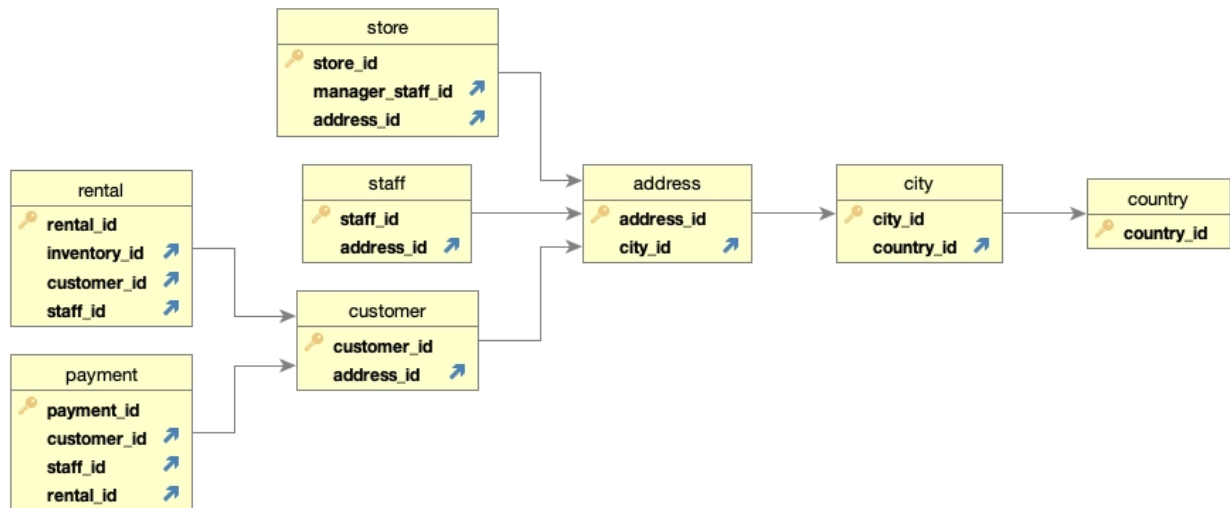 store
store_id
manager_staff_id
address_id
rental
rental_id
inventory_id
customer_id
staff_id
staff
staff_id
address_id
address
address_id
city_id
city
city_id
country_id
country
country_id
customer
customer_id
address_id
payment
payment_id
customer_id
staff_id
rental_id